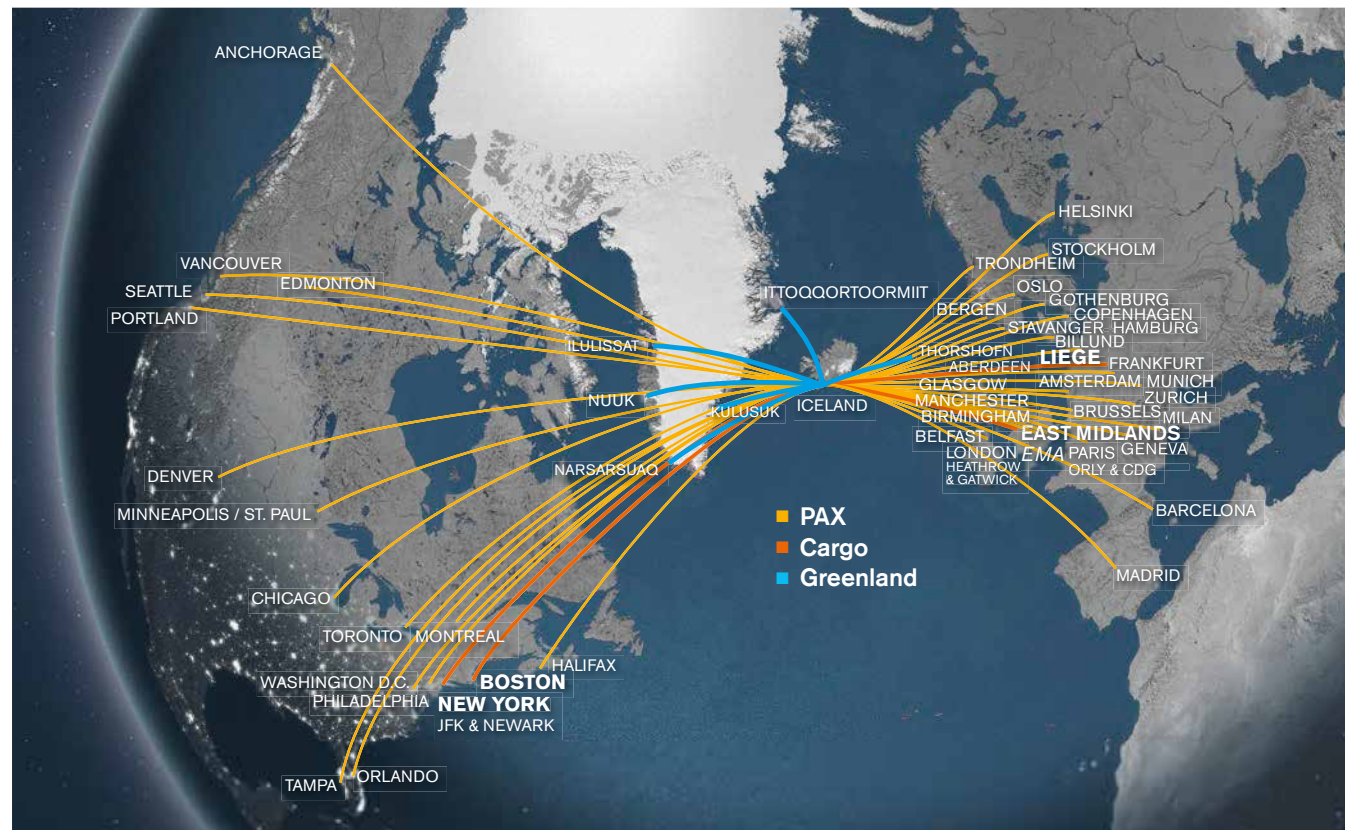 ANCHORAGE
HELSINKI
STOCKHOLM
TRONDHEIM
VANCOUVER
EDMONTON
SEATTLE
PORTLAND
ITTOQQORTOORMIIT
OSLO
BERGEN
GOTHENBURG
COPENHAGEN
STAVANGER
HAMBURG
BILLUND
ILULISSAT
THORSHOFN
LIEGE
ABERDEEN
FRANKFURT
GLASGOW
AMSTERDAM
MUNICH
ZURICH
NUUK
KULUSUK
ICELAND
MANCHESTER
BRUSSELS
MILAN
BIRMINGHAM
BELFAST
EAST MIDLANDS
EMA
LONDON
HEATHROW
& GATWICK
PARIS
ORLY & CDG
GENEVA
NARSARSUAQ
DENVER
MINNEAPOLIS / ST. PAUL
BARCELONA
PAX
Cargo
Greenland
MADRID
CHICAGO
TORONTO
MONTREAL
HALIFAX
WASHINGTON D.C.
BOSTON
PHILADELPHIA
NEW YORK
JFK & NEWARK
TAMPA
ORLANDO